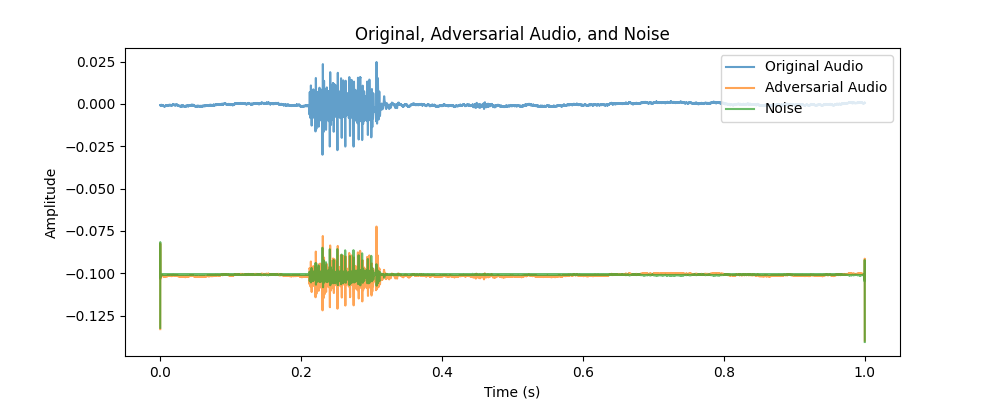 Original, Adversarial Audio, and Noise
Original Audio
Adversarial Audio
Noise
Amplitude
0.025
0.000
−0.025
−0.050
−0.075
−0.100
−0.125
0.0 0.2 0.4 0.6 0.8 1.0
Time (s)